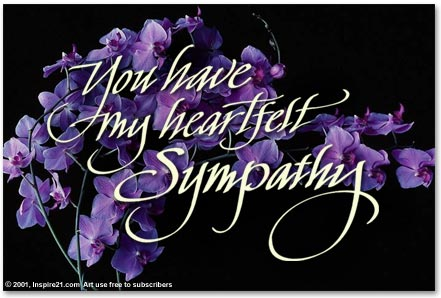 You have
my heartfelt
Sympathy
© 2001, Inspire21.com Art use free to subscribers